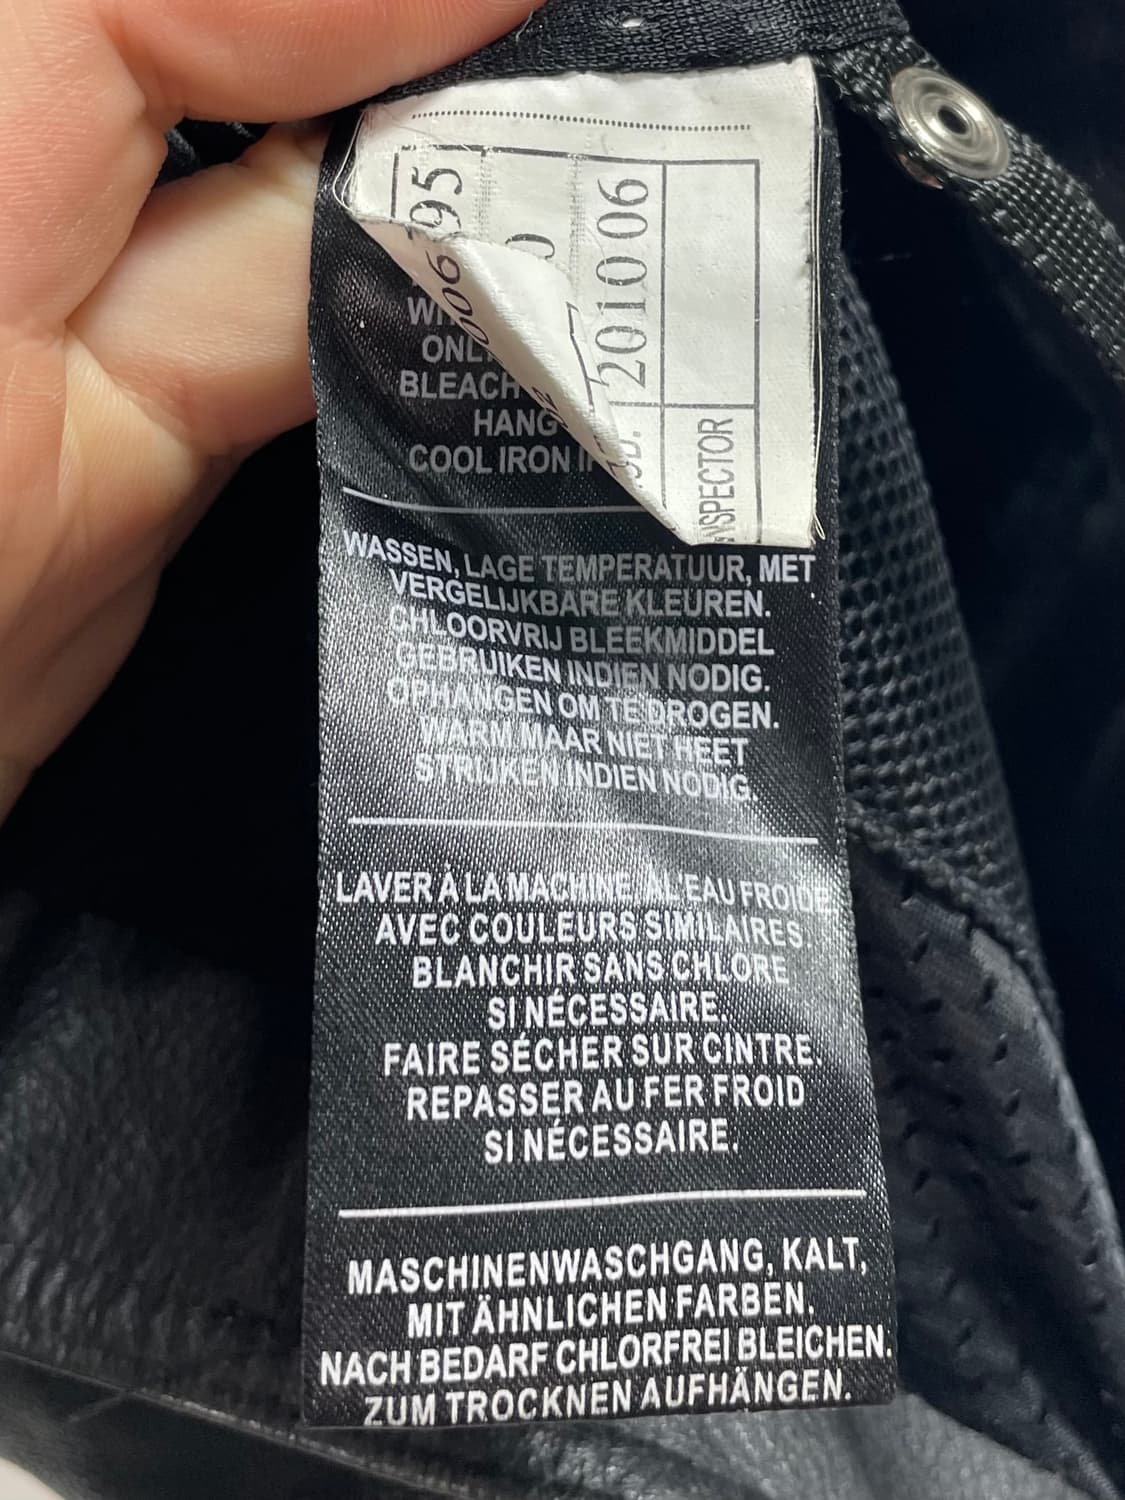 006
95
0
2010 06
NSPECTOR
ONL
BLEACH
HANG
COOL IRON I
WASSEN, LAGE TEMPERATUUR, MET
VERGELIJKBARE KLEUREN.
CHLOORVRIJ BLEEKMIDDEL
GEBRUIKEN INDIEN NODIG.
OPHANGEN OM TE DROGEN.
WARM MAAR NIET HEET
STRIJKEN INDIEN NODIG.
LAVER À LA MACHINE À L'EAU FROIDE
AVEC COULEURS SIMILAIRES.
BLANCHIR SANS CHLORE
SI NÉCESSAIRE.
FAIRE SÉCHER SUR CINTRE.
REPASSER AU FER FROID
SI NÉCESSAIRE.
MASCHINENWASCHGANG, KALT,
MIT ÄHNLICHEN FARBEN.
NACH BEDARF CHLORFREI BLEICHEN.
ZUM TROCKNEN AUFHÄNGEN.